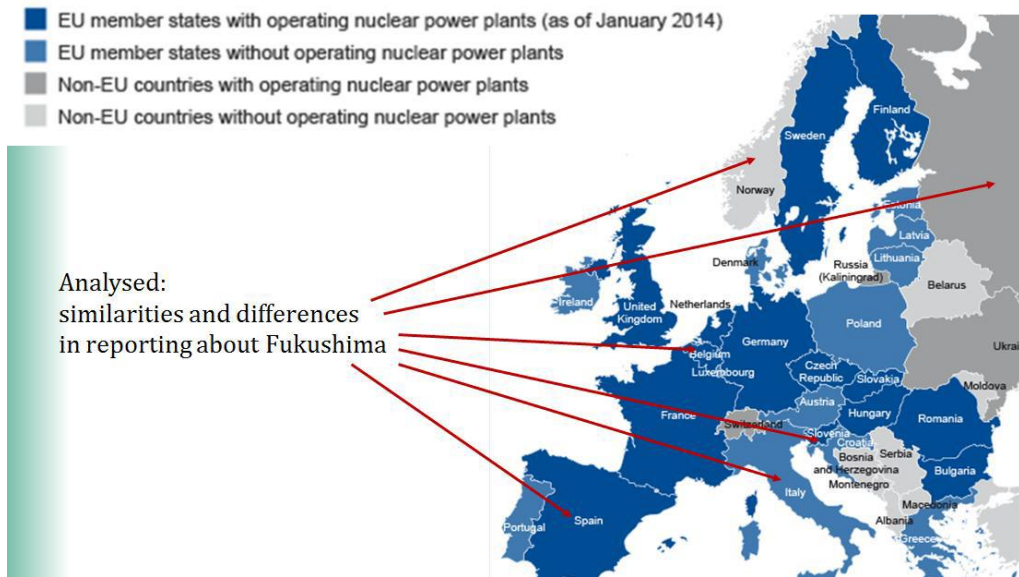 EU member states with operating nuclear power plants (as of January 2014)
EU member states without operating nuclear power plants
Non-EU countries with operating nuclear power plants
Non-EU countries without operating nuclear power plants
Analysed:
similarities and differences
in reporting about Fukushima
Finland
Sweden
Norway
Estonia
Latvia
Lithuania
Denmark
Russia
(Kaliningrad)
Belarus
Ireland
United
Kingdom
Netherlands
Poland
Germany
Belgium
Luxembourg
Ukrai
Czech
Republic
Slovakia
Moldova
Austria
France
Switzerland
Hungary
Romania
Slovenia
Croatia
Bosnia
and Herzegovina
Serbia
Montenegro
Bulgaria
Italy
Macedonia
Albania
Greece
Portugal
Spain